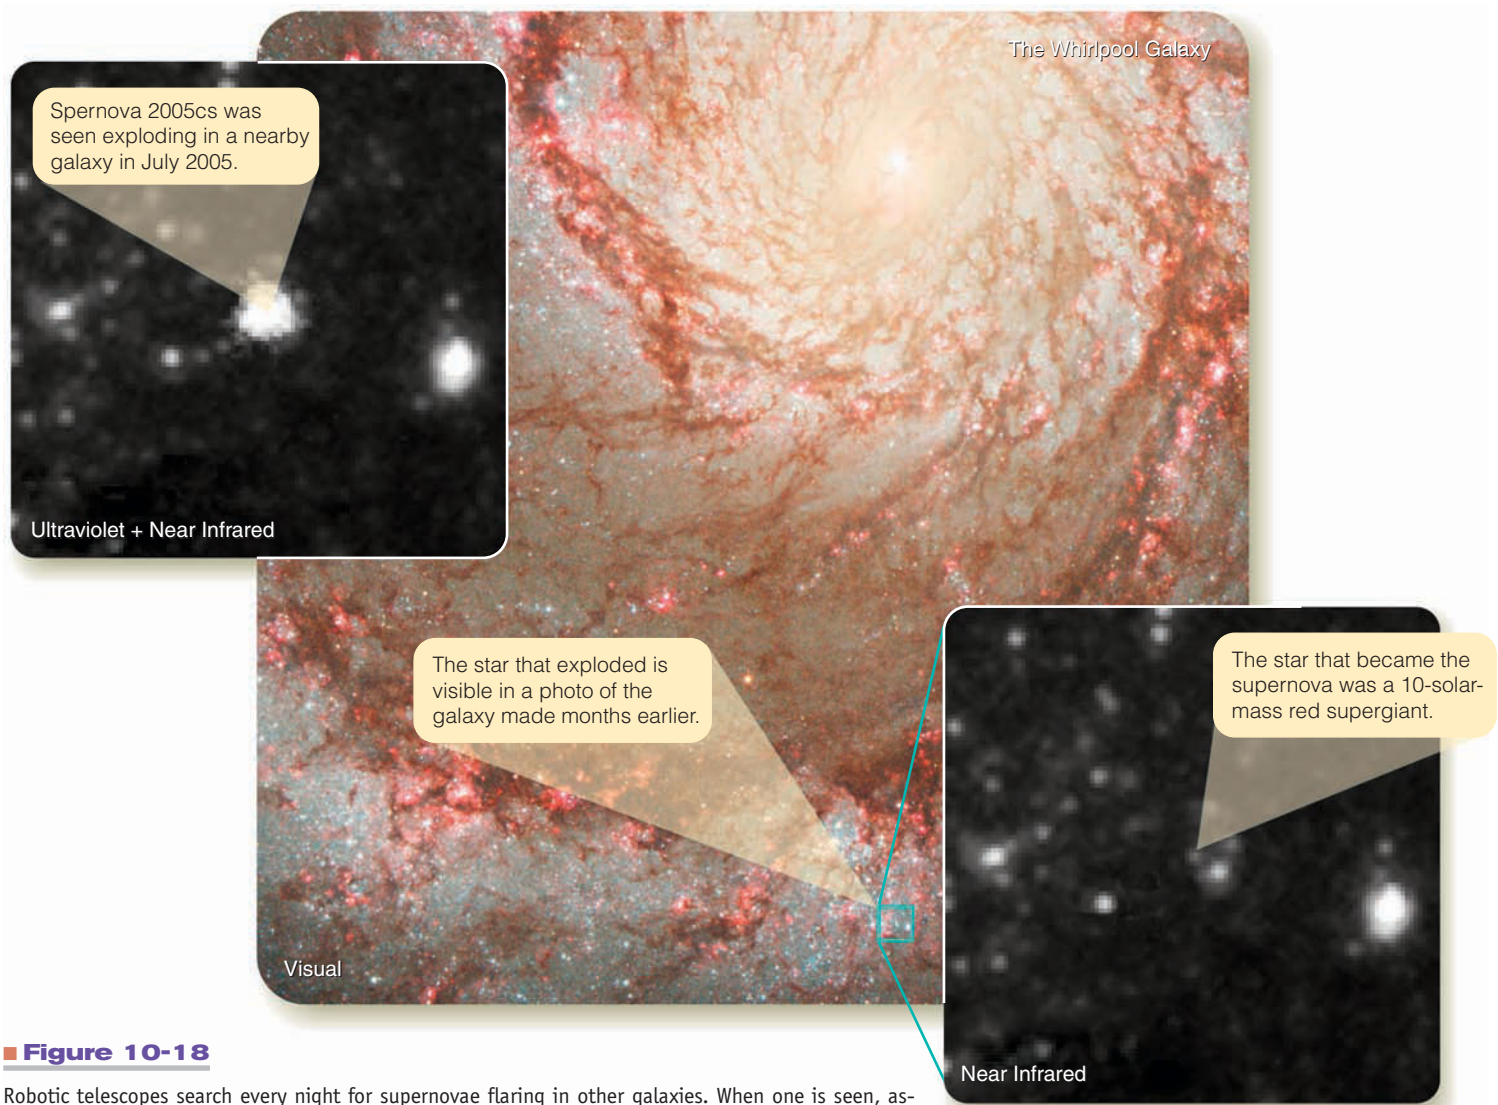 The Whirlpool Galaxy
Spernova 2005cs was
seen exploding in a nearby
galaxy in July 2005.
Ultraviolet + Near Infrared
The star that exploded is
visible in a photo of the
galaxy made months earlier.
The star that became the
supernova was a 10-solar-
mass red supergiant.
Visual
Near Infrared
Figure 10-18
Robotic telescopes search every night for supernovae flaring in other galaxies. When one is seen, as-